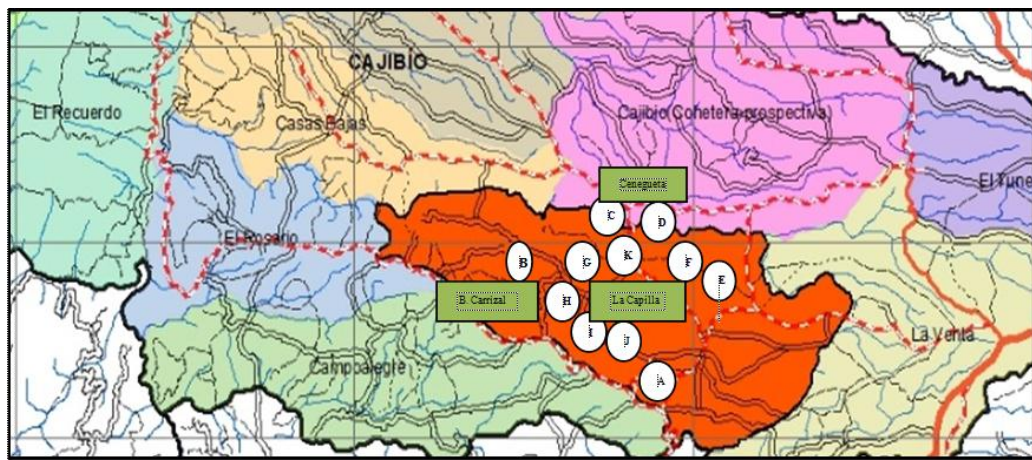 CAJIBIO
El Recuerdo
Casas Bajas
Cajibio (Cohetera-prospectiva)
El Tune
Cenegueta
C
D
El Rosario
B
G
K
F
E
B. Carrizal
H
La Capilla
I
J
La Venta
Campoalegre
A